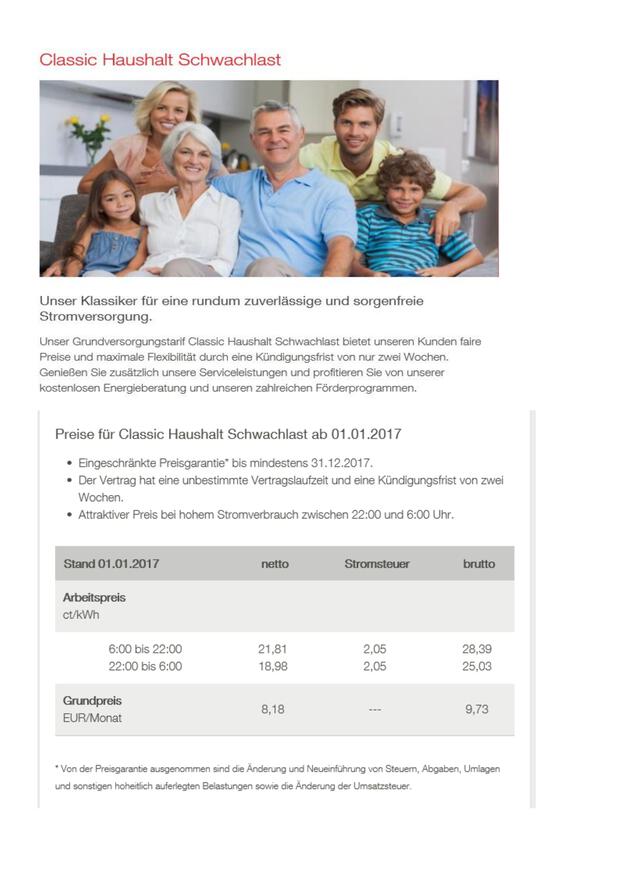 Classic Haushalt Schwachlast
Unser Klassiker für eine rundum zuverlässige und sorgenfreie
Stromversorgung.
Unser Grundversorgungstarif Classic Haushalt Schwachlast bietet unseren Kunden faire
Preise und maximale Flexibilität durch eine Kündigungsfrist von nur zwei Wochen.
Genießen Sie zusätzlich unsere Serviceleistungen und profitieren Sie von unserer
kostenlosen Energieberatung und unseren zahlreichen Förderprogrammen.
Preise für Classic Haushalt Schwachlast ab 01.01.2017
• Eingeschränkte Preisgarantie* bis mindestens 31.12.2017.
• Der Vertrag hat eine unbestimmte Vertragslaufzeit und eine Kündigungsfrist von zwei
Wochen.
• Attraktiver Preis bei hohem Stromverbrauch zwischen 22:00 und 6:00 Uhr.
Stand 01.01.2017 netto Stromsteuer brutto
Arbeitspreis
ct/kWh
6:00 bis 22:00 21,81 2,05 28,39
22:00 bis 6:00 18,98 2,05 25,03
Grundpreis
EUR/Monat 8,18 --- 9,73
* Von der Preisgarantie ausgenommen sind die Änderung und Neueinführung von Steuern, Abgaben, Umlagen
und sonstigen hoheitlich auferlegten Belastungen sowie die Änderung der Umsatzsteuer.